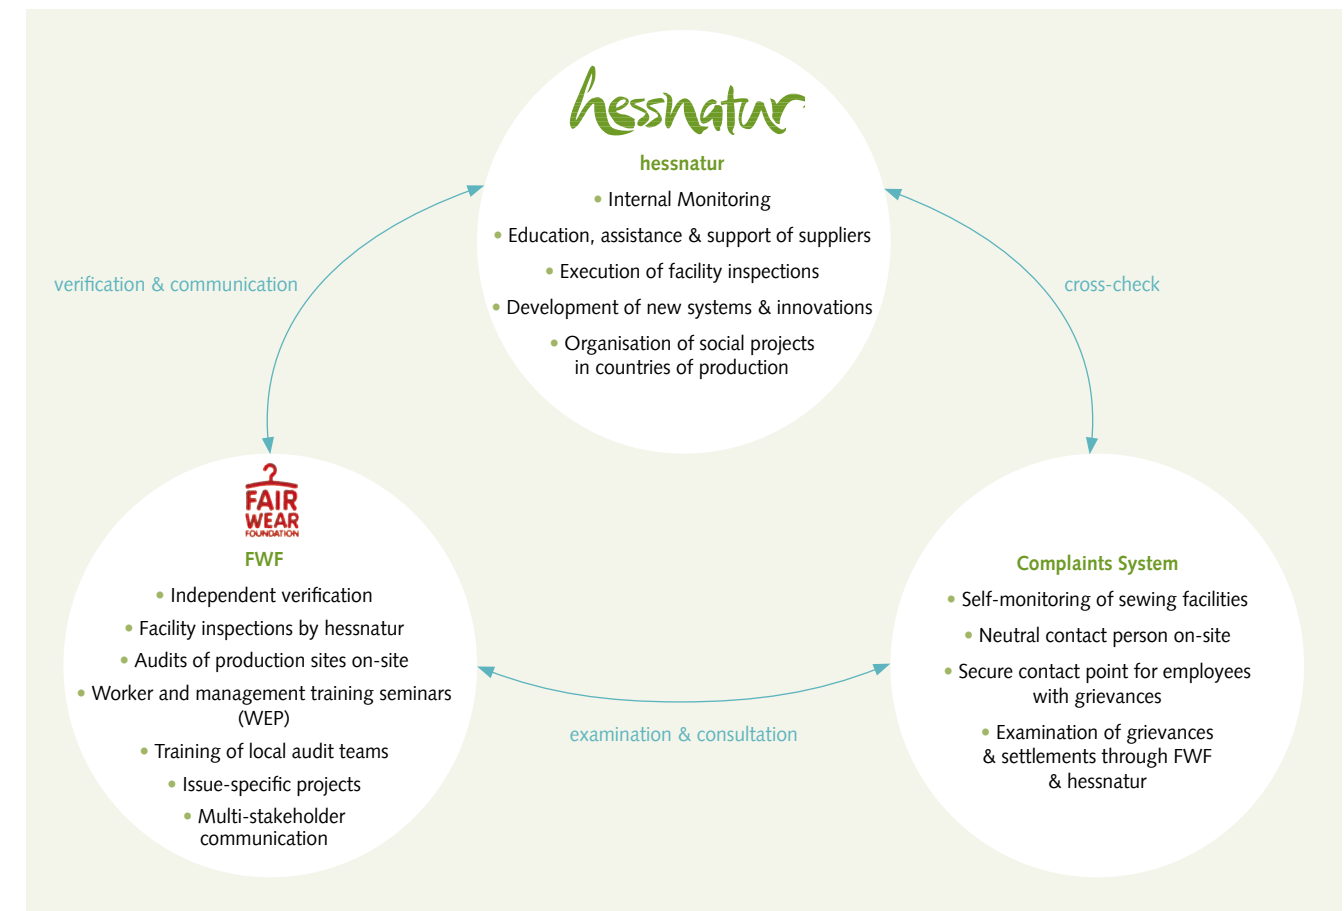 hessnatur
hessnatur
• Internal Monitoring
• Education, assistance & support of suppliers
• Execution of facility inspections
• Development of new systems & innovations
• Organisation of social projects
in countries of production
verification & communication
cross-check
FAIR
WEAR
FOUNDATION
FWF
• Independent verification
• Facility inspections by hessnatur
• Audits of production sites on-site
• Worker and management training seminars
(WEP)
• Training of local audit teams
• Issue-specific projects
• Multi-stakeholder
communication
examination & consultation
Complaints System
• Self-monitoring of sewing facilities
• Neutral contact person on-site
• Secure contact point for employees
with grievances
• Examination of grievances
& settlements through FWF
& hessnatur